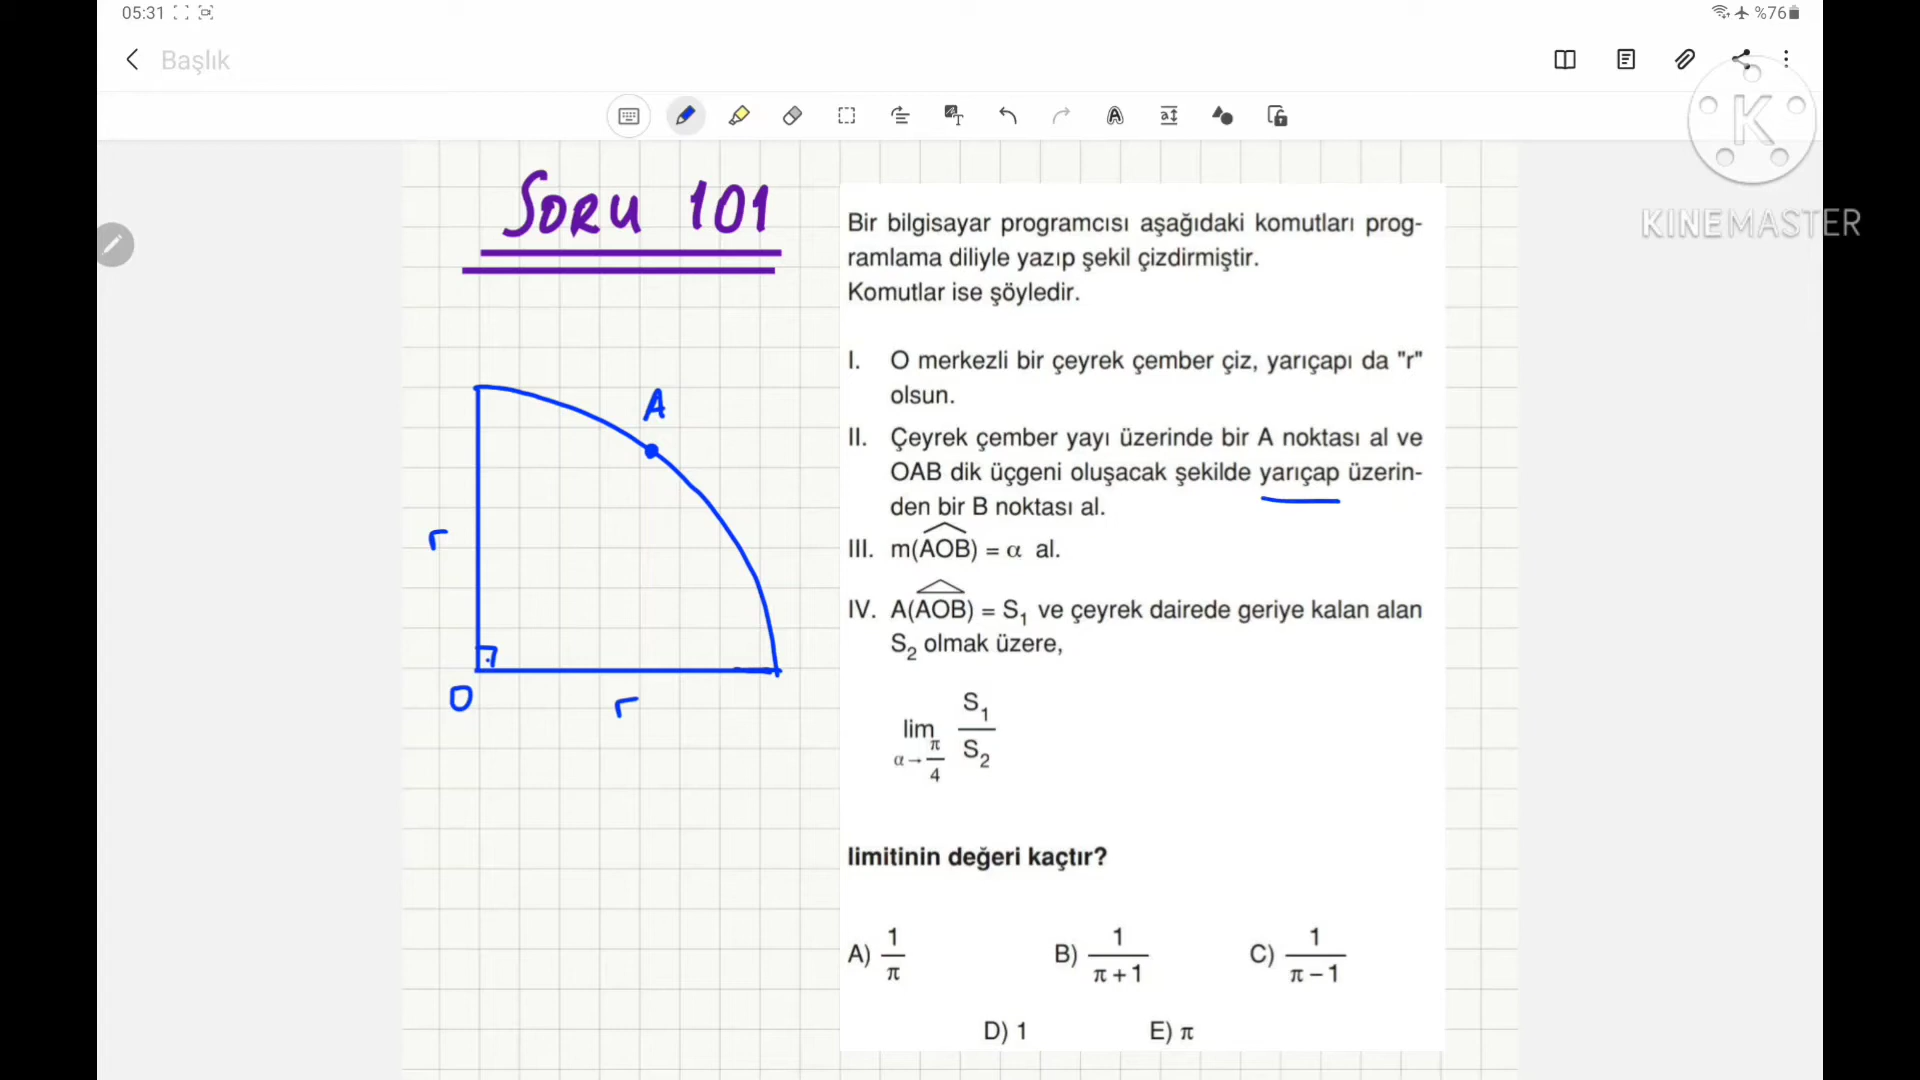 05:31
%76
Başlık
K
KINEMASTER
SORU 101
Bir bilgisayar programcısı aşağıdaki komutları prog-
ramlama diliyle yazıp şekil çizdirmiştir.
Komutlar ise şöyledir.
I. O merkezli bir çeyrek çember çiz, yarıçapı da "r"
olsun.
II. Çeyrek çember yayı üzerinde bir A noktası al ve
OAB dik üçgeni oluşacak şekilde yarıçap üzerin-
den bir B noktası al.
III. m(AOB) = α al.
IV. A(AOB) = S₁ ve çeyrek dairede geriye kalan alan
S₂ olmak üzere,
lim α→π/4 S₁/S₂
limitinin değeri kaçtır?
A) 1/π B) 1/(π+1) C) 1/(π−1)
D) 1 E) π
A
r
O
r